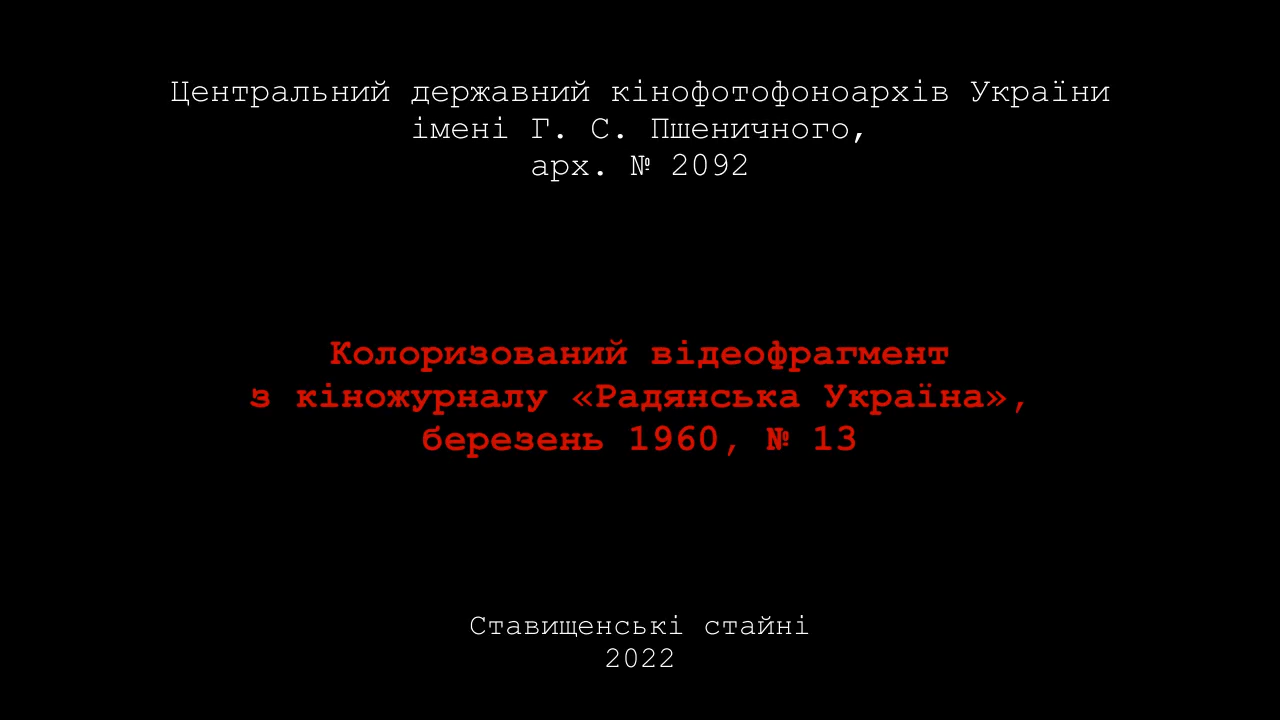 Центральний державний кінофотофоноархів України
імені Г. С. Пшеничного,
арх. № 2092
Колоризований відеофрагмент
з кіножурналу «Радянська Україна»,
березень 1960, № 13
Ставищенські стайні
2022